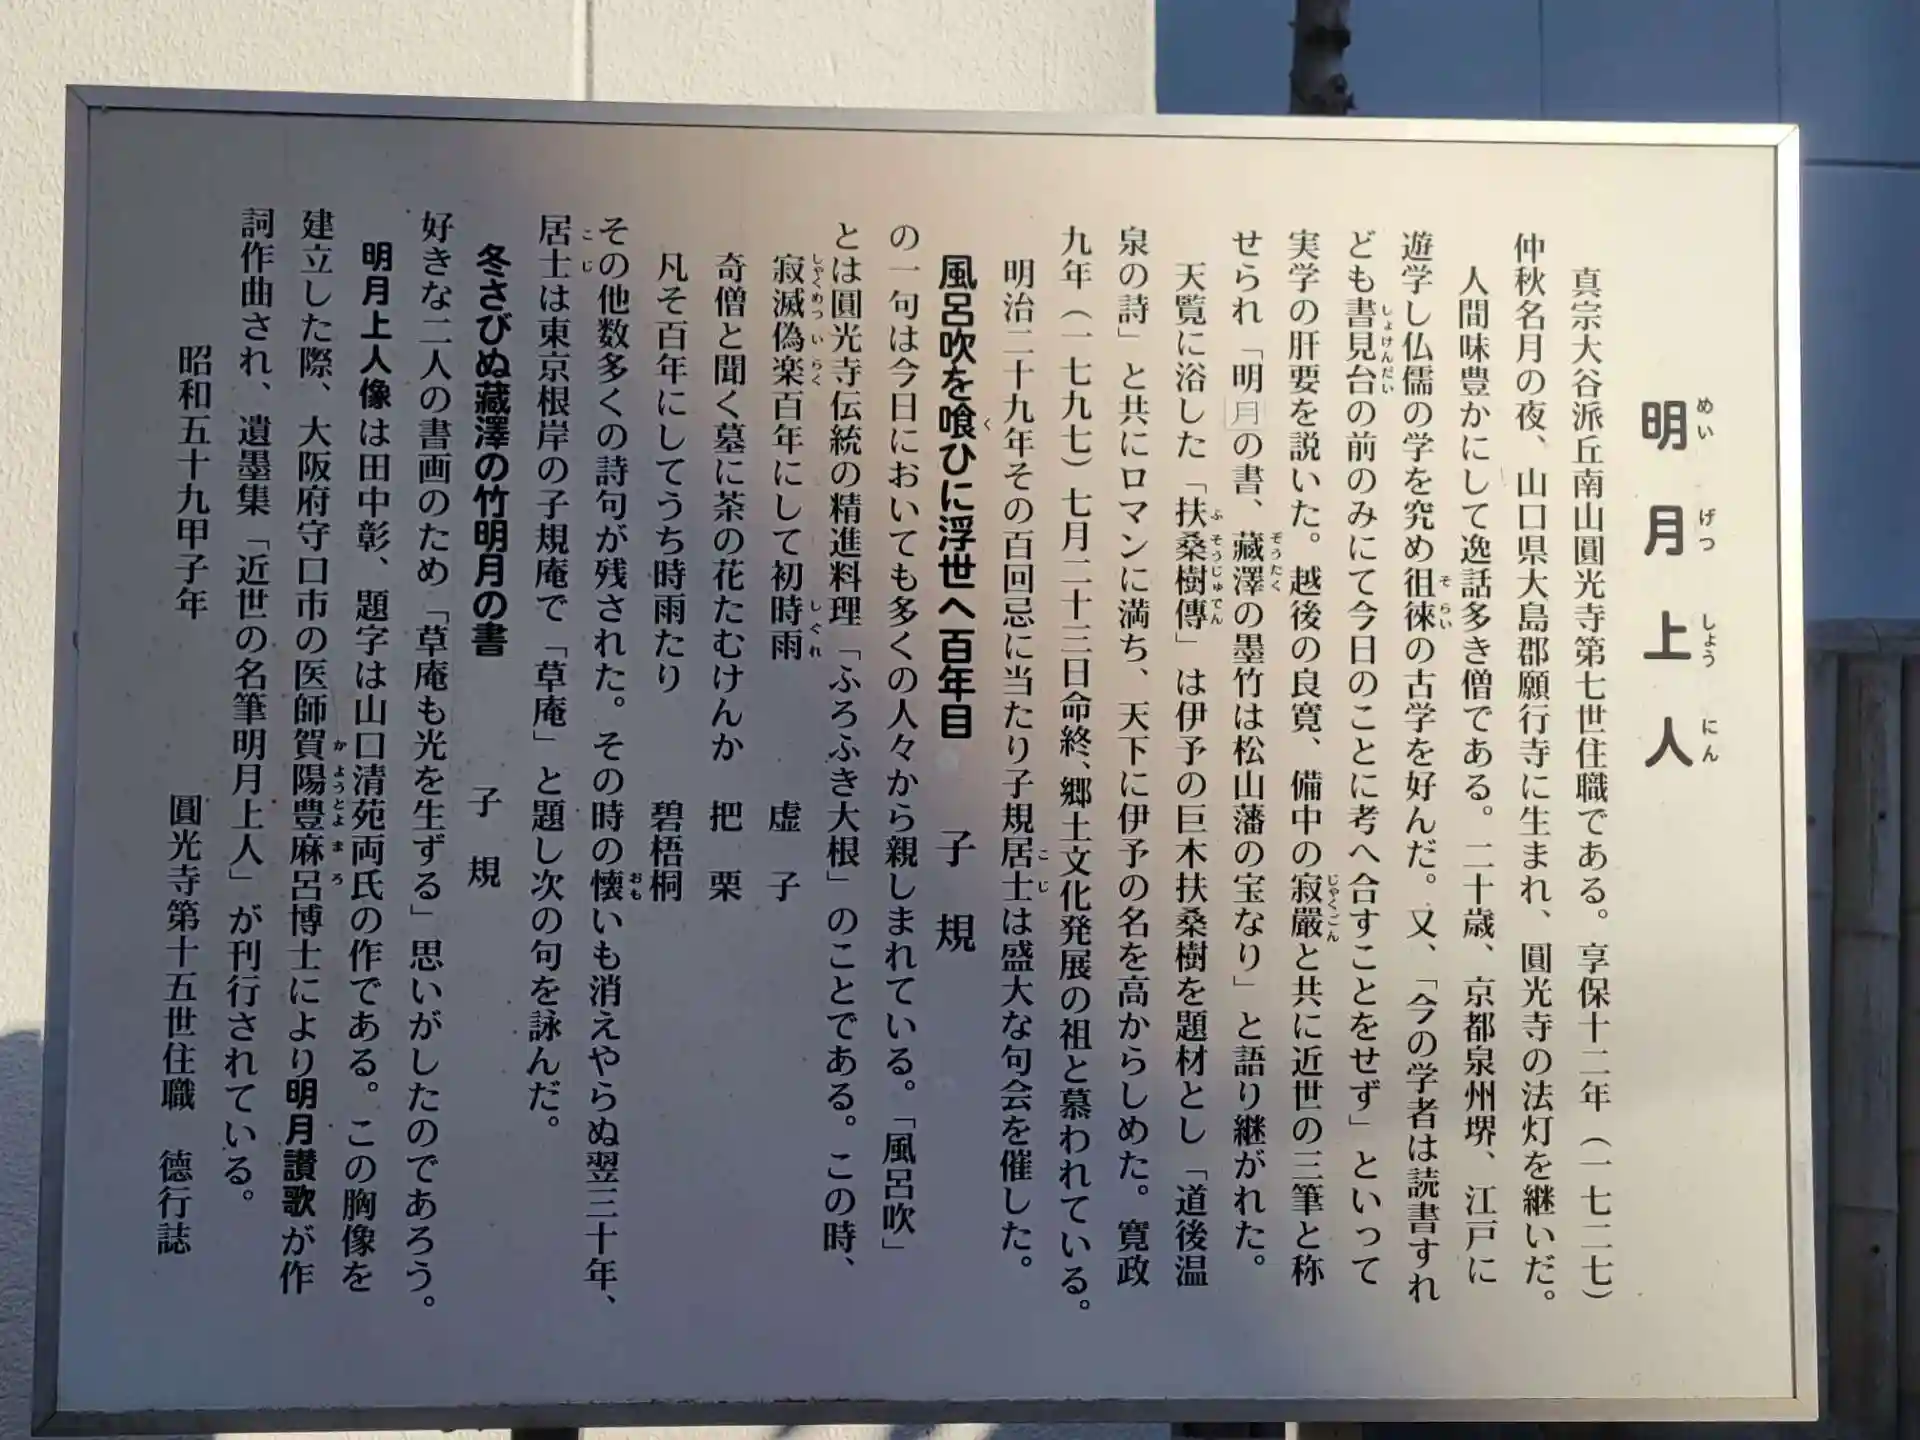 明月上人
真宗大谷派丘南山圓光寺第七世住職である。享保十二年（一七二七）
仲秋名月の夜、山口県大島郡願行寺に生まれ、圓光寺の法灯を継いだ。
人間味豊かにして逸話多き僧である。二十歳、京都泉州堺、江戸に
遊学し仏儒の学を究め徂徠の古学を好んだ。又、「今の学者は読書すれ
ども書見台の前のみにて今日のことに考へ合すことをせず」といって
実学の肝要を説いた。越後の良寛、備中の寂嚴と共に近世の三筆と称
せられ「明月の書、藏澤の墨竹は松山藩の宝なり」と語り継がれた。
天覧に浴した「扶桑樹傳」は伊予の巨木扶桑樹を題材とし「道後温
泉の詩」と共にロマンに満ち、天下に伊予の名を高からしめた。寛政
九年（一七九七）七月二十三日命終、郷土文化発展の祖と慕われている。
明治二十九年その百回忌に当たり子規居士は盛大な句会を催した。
風呂吹を喰ひに浮世へ百年目　子規
の一句は今日においても多くの人々から親しまれている。「風呂吹」
とは圓光寺伝統の精進料理「ふろふき大根」のことである。この時、
寂滅偽楽百年にして初時雨　虚子
奇僧と聞く墓に茶の花たむけんか　把栗
凡そ百年にしてうち時雨たり　碧梧桐
その他数多くの詩句が残された。その時の懐いも消えやらぬ翌三十年、
居士は東京根岸の子規庵で「草庵」と題し次の句を詠んだ。
冬さびぬ藏澤の竹明月の書　子規
好きな二人の書画のため「草庵も光を生ずる」思いがしたのであろう。
明月上人像は田中彰、題字は山口清苑両氏の作である。この胸像を
建立した際、大阪府守口市の医師賀陽豊麻呂博士により明月讃歌が作
詞作曲され、遺墨集「近世の名筆明月上人」が刊行されている。
昭和五十九甲子年
圓光寺第十五世住職　德行誌